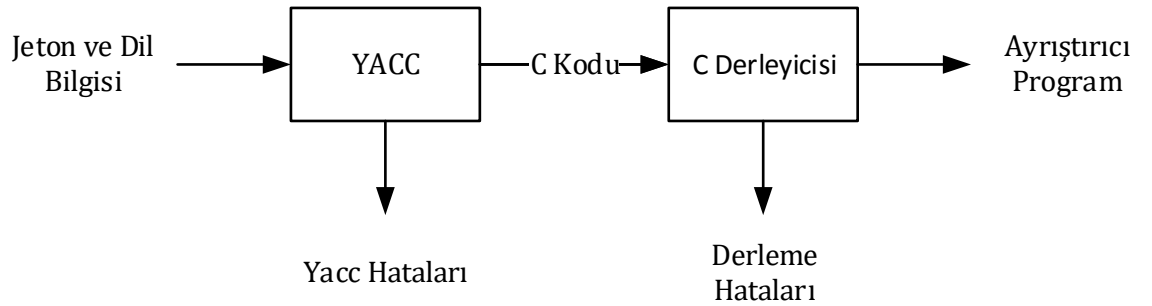 Jeton ve Dil
Bilgisi
YACC
C Kodu
C Derleyicisi
Ayrıştırıcı
Program
Yacc Hataları
Derleme
Hataları